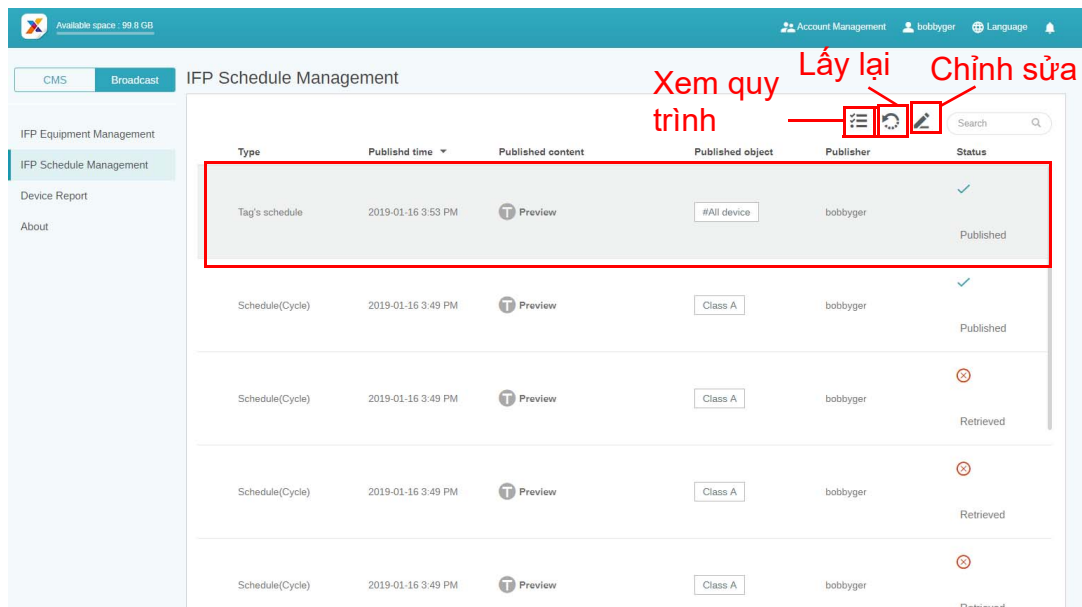 Available space : 99.8 GB
Account Management
bobbyger
Language
CMS
Broadcast
IFP Schedule Management
Xem quy trình
Lấy lại
Chỉnh sửa
Search
IFP Equipment Management
IFP Schedule Management
Device Report
About
Type Publishd time Published content Published object Publisher Status
Tag's schedule 2019-01-16 3:53 PM T Preview #All device bobbyger Published
Schedule(Cycle) 2019-01-16 3:49 PM T Preview Class A bobbyger Published
Schedule(Cycle) 2019-01-16 3:49 PM T Preview Class A bobbyger Retrieved
Schedule(Cycle) 2019-01-16 3:49 PM T Preview Class A bobbyger Retrieved
Schedule(Cycle) 2019-01-16 3:49 PM T Preview Class A bobbyger Retrieved